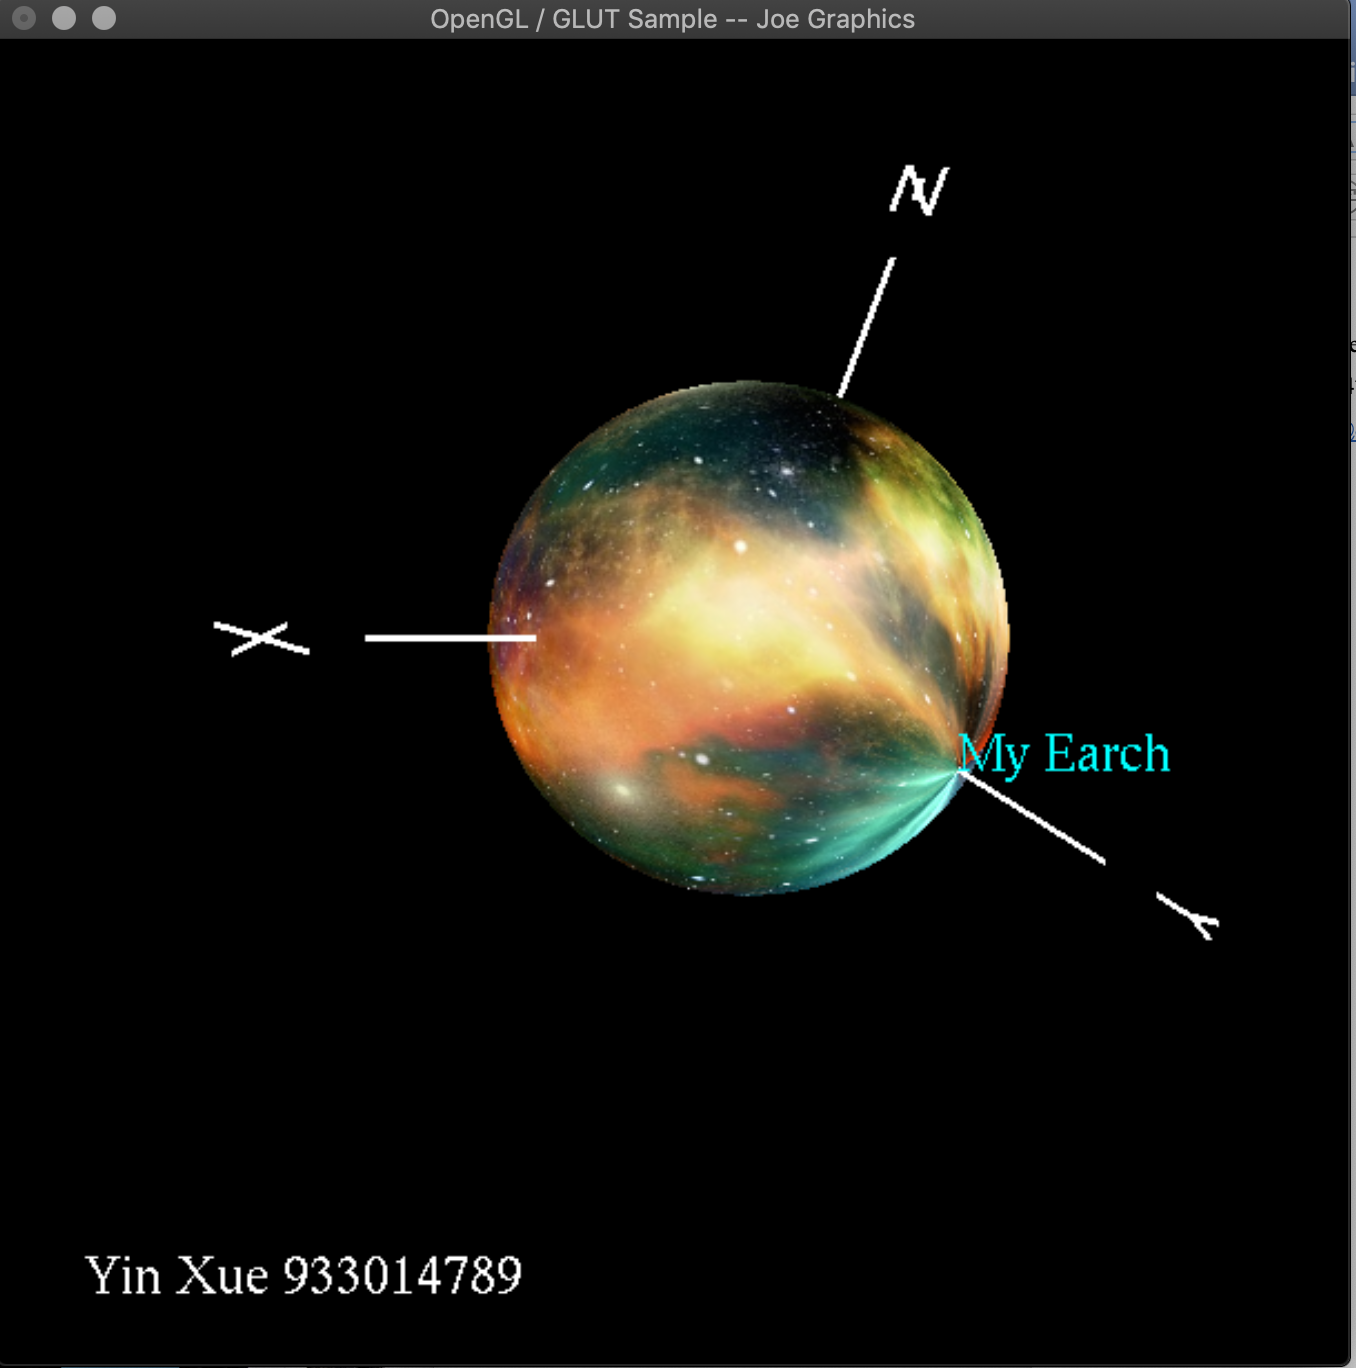 OpenGL / GLUT Sample -- Joe Graphics
Z
X
My Earch
Y
Yin Xue 933014789